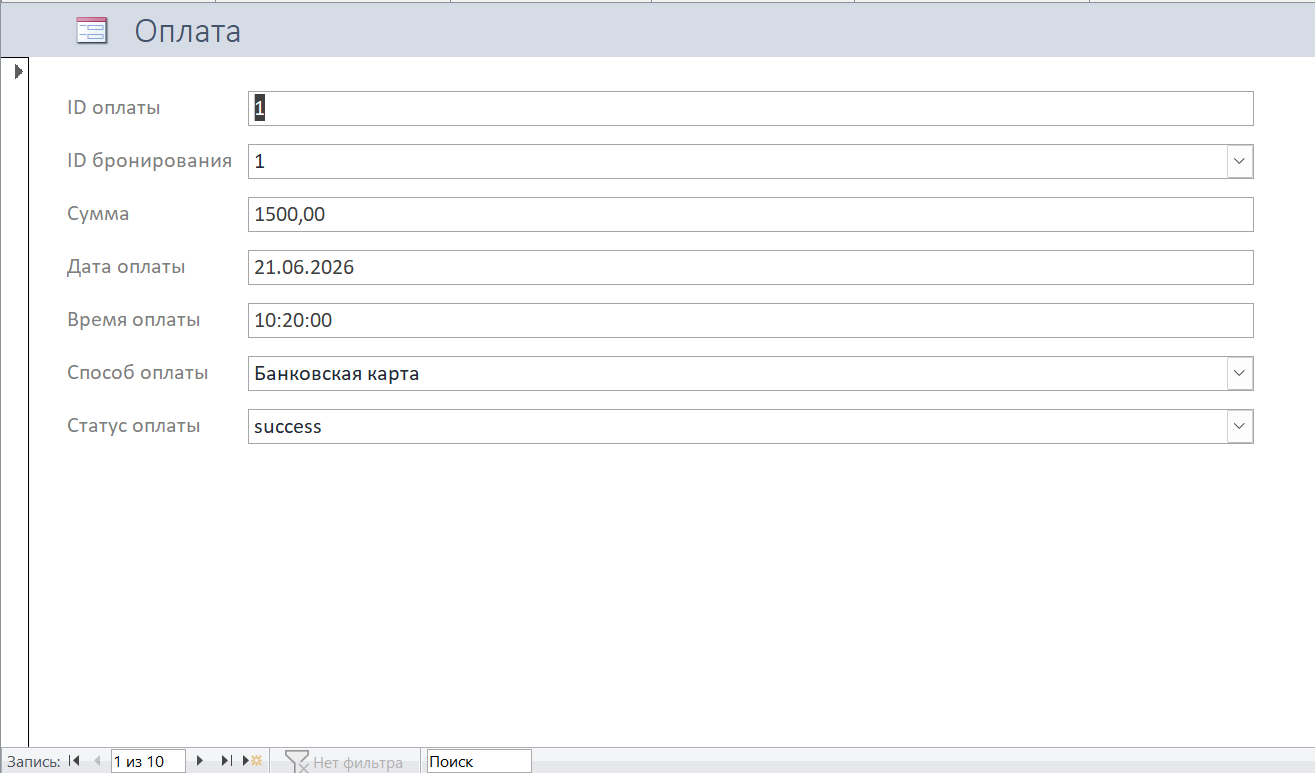 Оплата
ID оплаты 1
ID бронирования 1
Сумма 1500,00
Дата оплаты 21.06.2026
Время оплаты 10:20:00
Способ оплаты Банковская карта
Статус оплаты success
Запись: 1 из 10 Нет фильтра Поиск